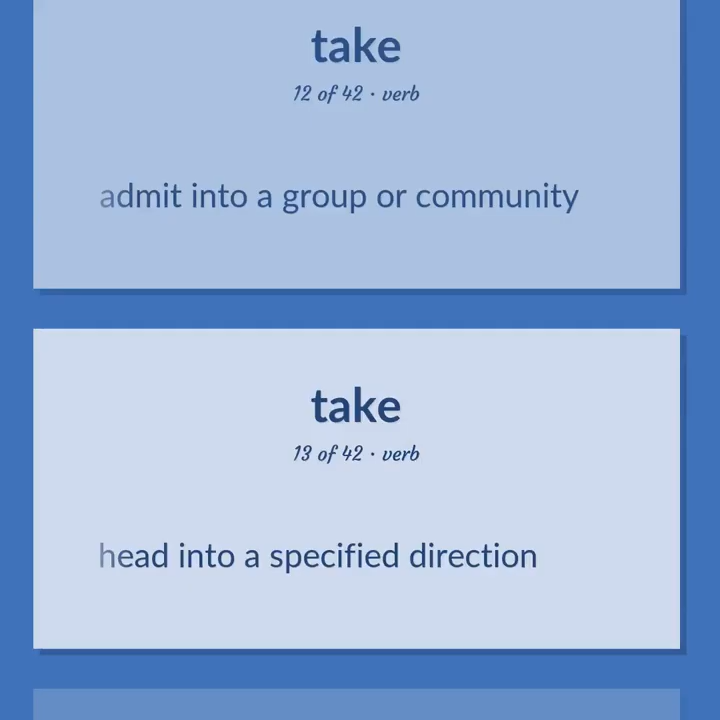 take
12 of 42 · verb
admit into a group or community
take
13 of 42 · verb
head into a specified direction